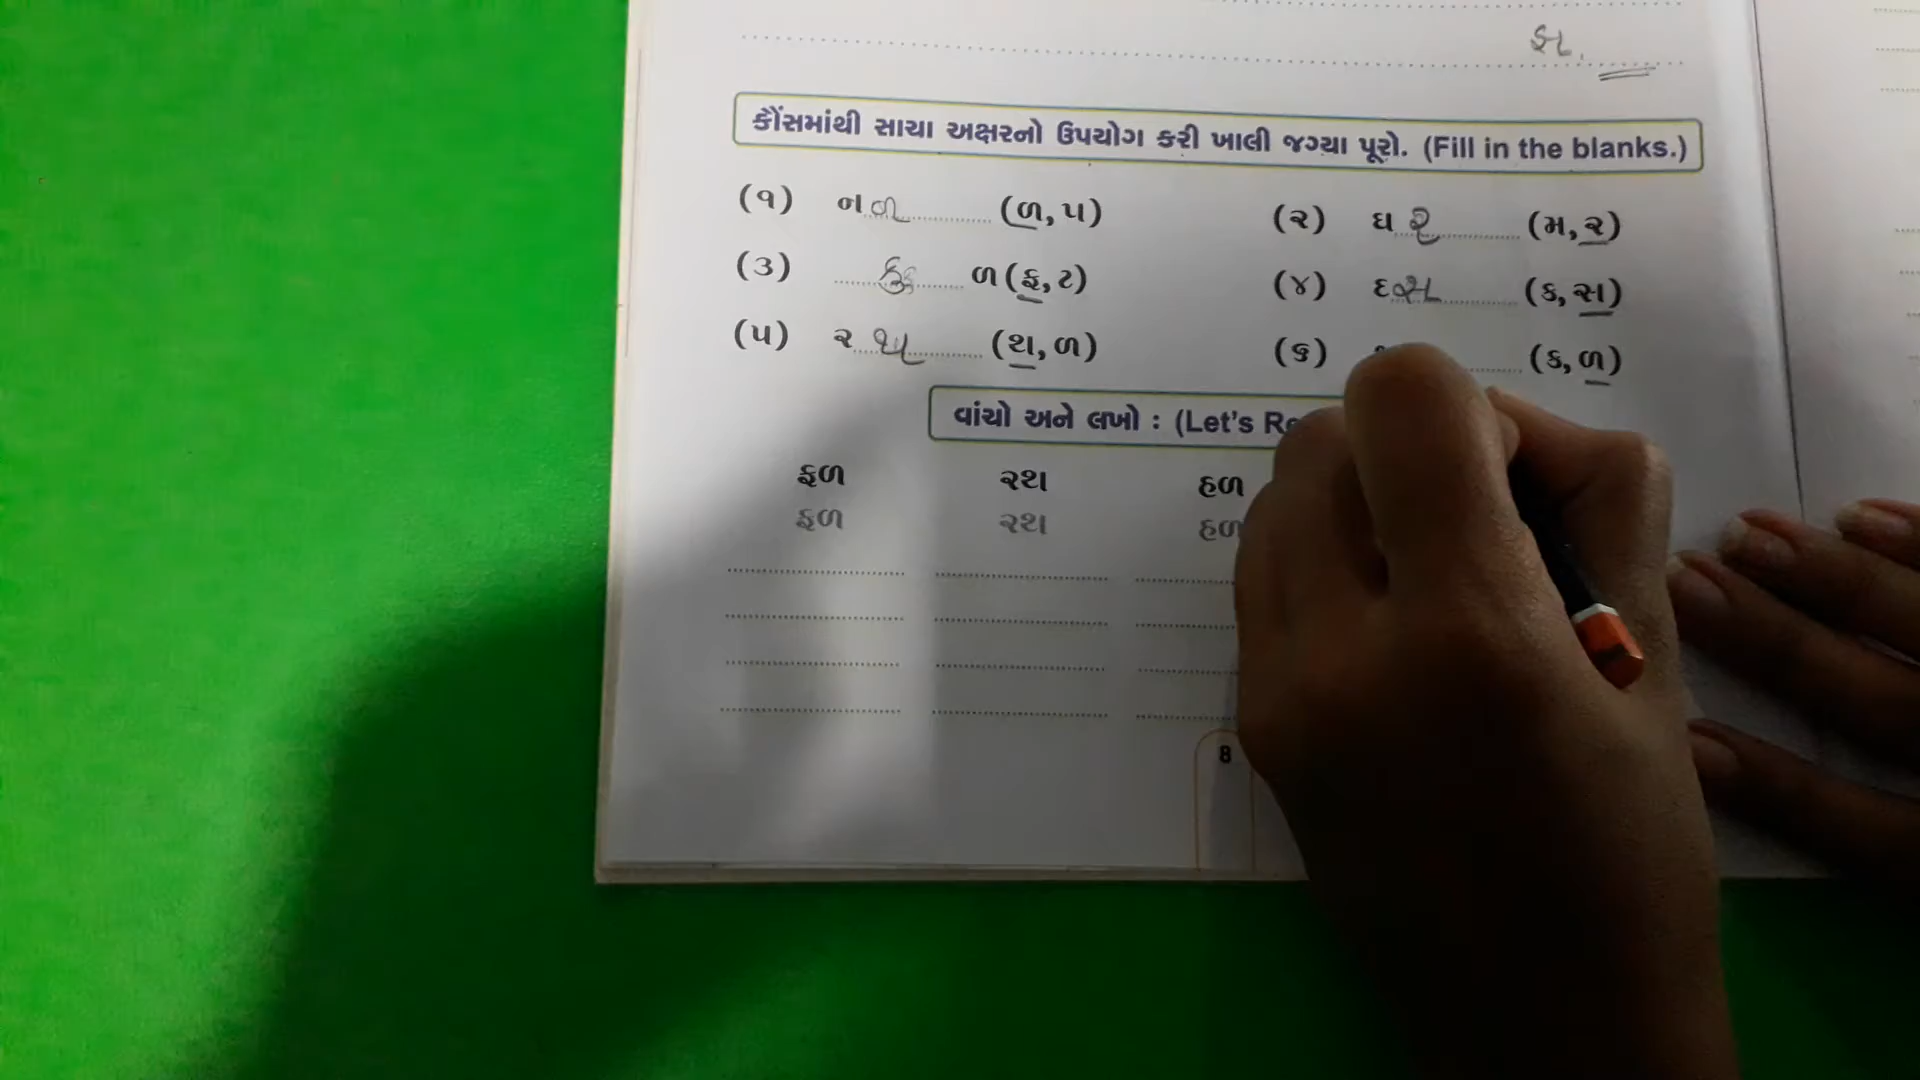 કૌંસમાંથી સાચા અક્ષરનો ઉપયોગ કરી ખાલી જગ્યા પૂરો. (Fill in the blanks.)
(૧) નળ (ળ, પ) (૨) ઘર (મ, ર)
(૩) ફળ (ફ, ટ) (૪) દસ (ક, સ)
(૫) રથ (થ, ળ) (૬) (ક, ળ)
વાંચો અને લખો : (Let's
ફળ રથ હળ
ફળ રથ હળ
8